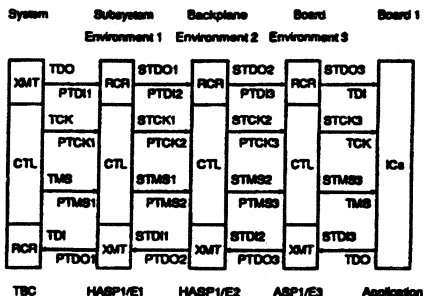 System Subsystem Backplane Board Board 1
Environment 1 Environment 2 Environment 3
TDO STDO1 STDO2 STDO3
XMT RCR RCR RCR
PTDI1 PTDI2 PTDI3 TDI
TCK STCK1 STCK2 STCK3
PTCK1 PTCK2 PTCK3 TCK
CTL CTL CTL CTL ICs
TMS STMS1 STMS2 STMS3
PTMS1 PTMS2 PTMS3 TMS
TDI STDI1 STDI2 STDI3
RCR XMT XMT XMT
PTDO1 PTDO2 PTDO3 TDO
TBC HASP1/E1 HASP1/E2 ASP1/E3 Application